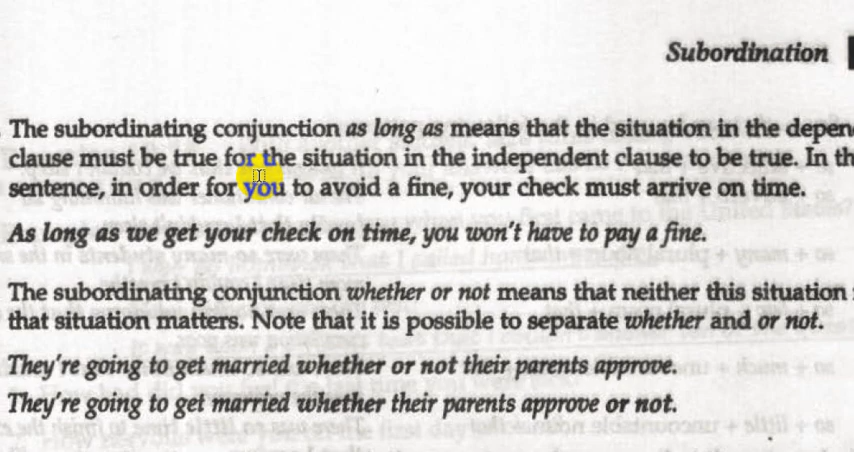 Subordination
The subordinating conjunction as long as means that the situation in the depen
clause must be true for the situation in the independent clause to be true. In th
sentence, in order for you to avoid a fine, your check must arrive on time.
As long as we get your check on time, you won't have to pay a fine.
The subordinating conjunction whether or not means that neither this situation
that situation matters. Note that it is possible to separate whether and or not.
They're going to get married whether or not their parents approve.
They're going to get married whether their parents approve or not.